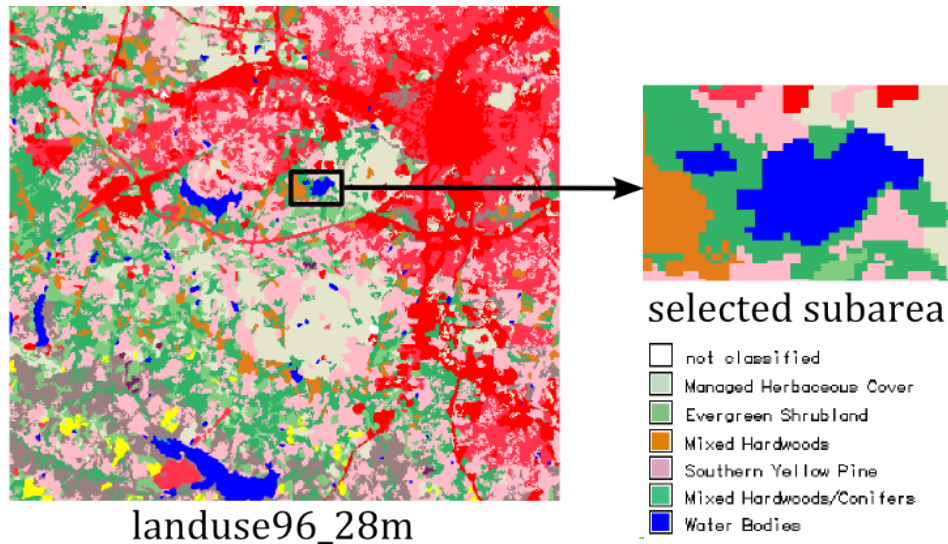 landuse96_28m
selected subarea
not classified
Managed Herbaceous Cover
Evergreen Shrubland
Mixed Hardwoods
Southern Yellow Pine
Mixed Hardwoods/Conifers
Water Bodies